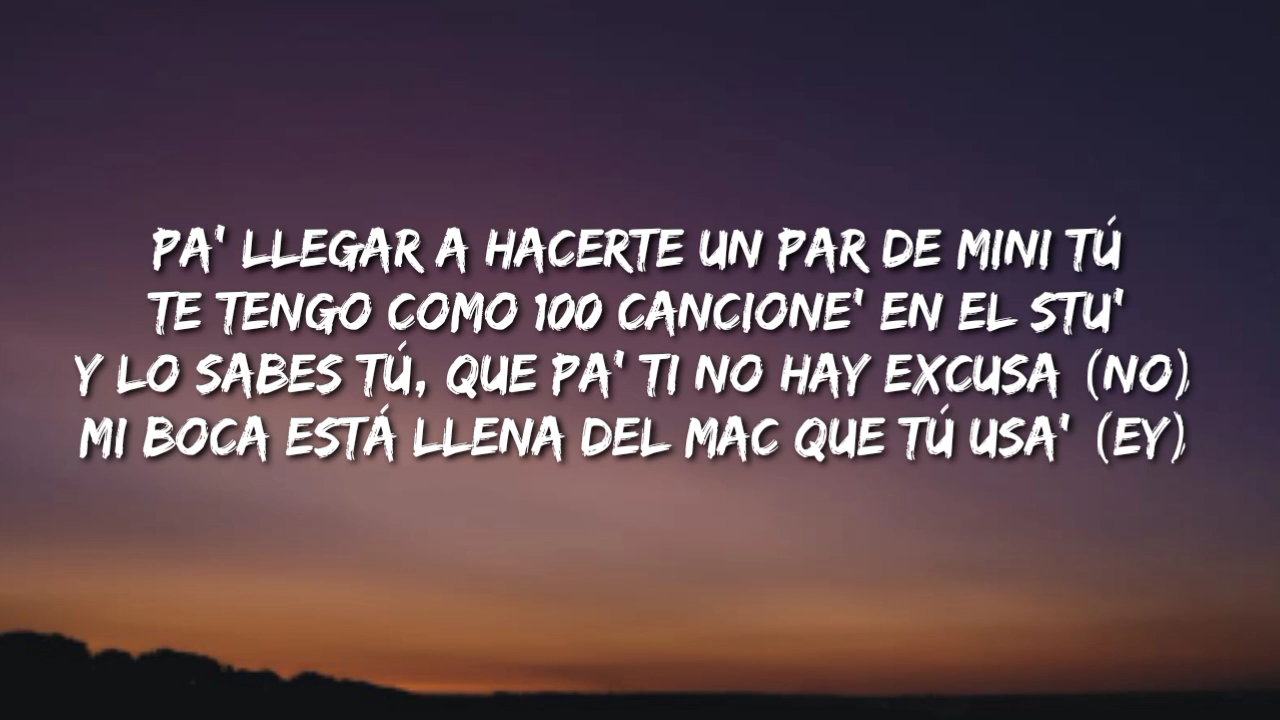 PA' LLEGAR A HACERTE UN PAR DE MINI TÚ
TE TENGO COMO 100 CANCIONE' EN EL STU'
Y LO SABES TÚ, QUE PA' TI NO HAY EXCUSA (NO)
MI BOCA ESTÁ LLENA DEL MAC QUE TÚ USA' (EY)